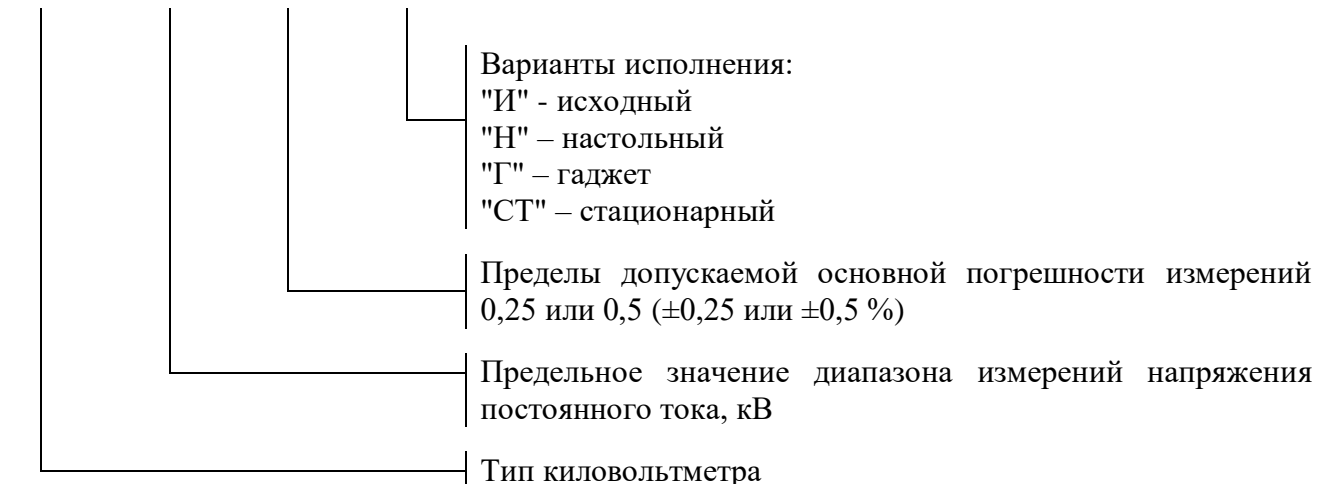 Варианты исполнения:
"И" - исходный
"Н" – настольный
"Г" – гаджет
"СТ" – стационарный
Пределы допускаемой основной погрешности измерений
0,25 или 0,5 (±0,25 или ±0,5 %)
Предельное значение диапазона измерений напряжения
постоянного тока, кВ
Тип киловольтметра